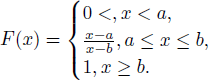 F(x) = { 0 <, x < a,
(x−a)/(x−b), a ≤ x ≤ b,
1, x ≥ b.